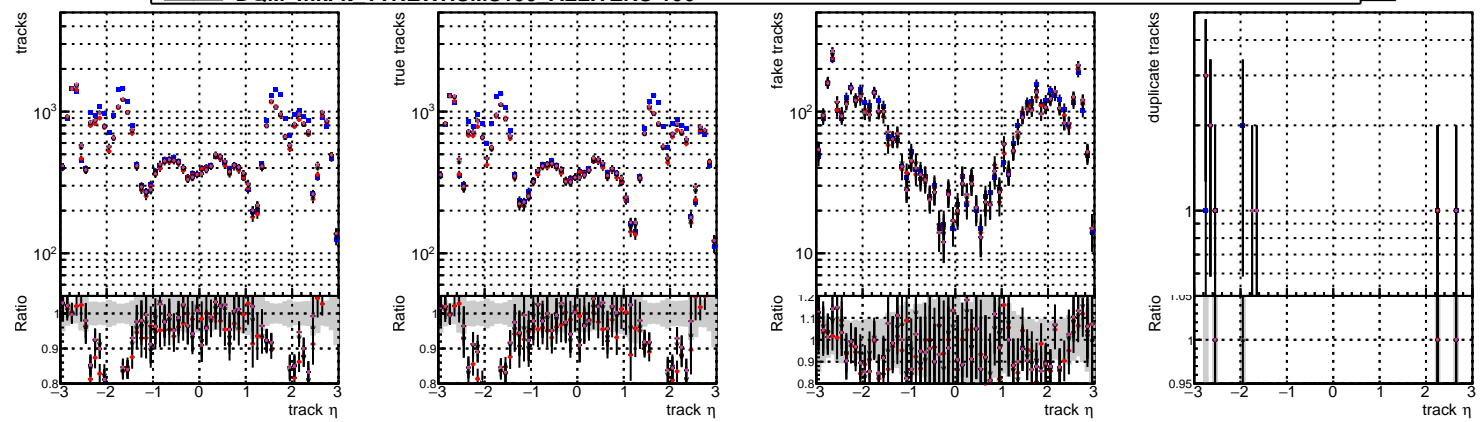 tracks
10³
10²
Ratio
1
0.9
0.8
−3 −2 −1 0 1 2 3
track η
true tracks
10³
10²
Ratio
1
0.9
0.8
−3 −2 −1 0 1 2 3
track η
fake tracks
10²
10
Ratio
1.2
1.1
1
0.9
0.8
−3 −2 −1 0 1 2 3
track η
duplicate tracks
1
Ratio
1.05
1
0.95
−3 −2 −1 0 1 2 3
track η